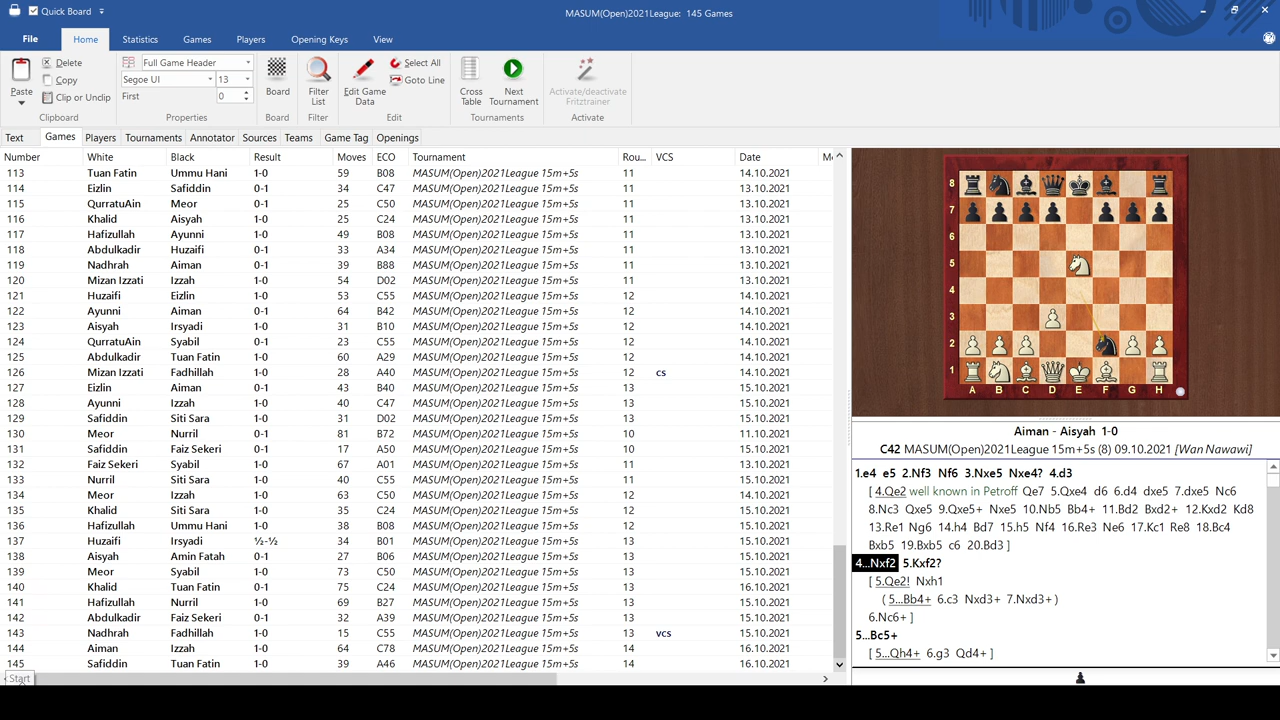 Quick Board
MASUM(Open)2021League: 145 Games
File Home Statistics Games Players Opening Keys View
Paste Delete Copy Clip or Unclip
Clipboard
Full Game Header
Segoe UI 13
First 0
Properties
Board
Board
Filter List
Filter
Edit Game Data Select All Goto Line
Edit
Cross Table Next Tournament
Tournaments
Activate/deactivate Fritztrainer
Activate
Text Games Players Tournaments Annotator Sources Teams Game Tag Openings
Number White Black Result Moves ECO Tournament Rou... VCS Date M
113 Tuan Fatin Ummu Hani 1-0 59 B08 MASUM(Open)2021League 15m+5s 11 14.10.2021
114 Eizlin Safiddin 0-1 34 C47 MASUM(Open)2021League 15m+5s 11 13.10.2021
115 QurratuAin Meor 0-1 25 C50 MASUM(Open)2021League 15m+5s 11 13.10.2021
116 Khalid Aisyah 1-0 25 C24 MASUM(Open)2021League 15m+5s 11 13.10.2021
117 Hafizullah Ayunni 1-0 49 B08 MASUM(Open)2021League 15m+5s 11 13.10.2021
118 Abdulkadir Huzaifi 0-1 33 A34 MASUM(Open)2021League 15m+5s 11 13.10.2021
119 Nadhrah Aiman 0-1 39 B88 MASUM(Open)2021League 15m+5s 11 13.10.2021
120 Mizan Izzati Izzah 0-1 54 D02 MASUM(Open)2021League 15m+5s 11 13.10.2021
121 Huzaifi Eizlin 1-0 53 C55 MASUM(Open)2021League 15m+5s 12 14.10.2021
122 Ayunni Aiman 0-1 64 B42 MASUM(Open)2021League 15m+5s 12 14.10.2021
123 Aisyah Irsyadi 1-0 31 B10 MASUM(Open)2021League 15m+5s 12 14.10.2021
124 QurratuAin Syabil 0-1 23 C55 MASUM(Open)2021League 15m+5s 12 14.10.2021
125 Abdulkadir Tuan Fatin 1-0 60 A29 MASUM(Open)2021League 15m+5s 12 14.10.2021
126 Mizan Izzati Fadhillah 1-0 28 A40 MASUM(Open)2021League 15m+5s 12 cs 14.10.2021
127 Eizlin Aiman 0-1 43 B40 MASUM(Open)2021League 15m+5s 13 15.10.2021
128 Ayunni Izzah 1-0 40 C47 MASUM(Open)2021League 15m+5s 13 15.10.2021
129 Safiddin Siti Sara 1-0 31 D02 MASUM(Open)2021League 15m+5s 13 15.10.2021
130 Meor Nurril 0-1 81 B72 MASUM(Open)2021League 15m+5s 10 11.10.2021
131 Safiddin Faiz Sekeri 0-1 17 A50 MASUM(Open)2021League 15m+5s 10 15.10.2021
132 Faiz Sekeri Syabil 1-0 67 A01 MASUM(Open)2021League 15m+5s 11 13.10.2021
133 Nurril Siti Sara 1-0 40 C55 MASUM(Open)2021League 15m+5s 11 15.10.2021
134 Meor Izzah 1-0 63 C50 MASUM(Open)2021League 15m+5s 12 14.10.2021
135 Khalid Siti Sara 1-0 35 C24 MASUM(Open)2021League 15m+5s 12 14.10.2021
136 Hafizullah Ummu Hani 1-0 38 B08 MASUM(Open)2021League 15m+5s 12 14.10.2021
137 Huzaifi Irsyadi ½-½ 34 B01 MASUM(Open)2021League 15m+5s 13 15.10.2021
138 Aisyah Amin Fatah 0-1 27 B06 MASUM(Open)2021League 15m+5s 13 15.10.2021
139 Meor Syabil 1-0 73 C50 MASUM(Open)2021League 15m+5s 13 15.10.2021
140 Khalid Tuan Fatin 0-1 75 C24 MASUM(Open)2021League 15m+5s 13 16.10.2021
141 Hafizullah Nurril 1-0 69 B27 MASUM(Open)2021League 15m+5s 13 15.10.2021
142 Abdulkadir Faiz Sekeri 0-1 32 A39 MASUM(Open)2021League 15m+5s 13 15.10.2021
143 Nadhrah Fadhillah 1-0 15 C55 MASUM(Open)2021League 15m+5s 13 vcs 15.10.2021
144 Aiman Izzah 1-0 64 C78 MASUM(Open)2021League 15m+5s 14 16.10.2021
145 Safiddin Tuan Fatin 1-0 39 A46 MASUM(Open)2021League 15m+5s 14 16.10.2021
Start
8
7
6
5
4
3
2
1
A B C D E F G H
Aiman - Aisyah 1-0
C42 MASUM(Open)2021League 15m+5s (8) 09.10.2021 [Wan Nawawi]
1.e4 e5 2.Nf3 Nf6 3.Nxe5 Nxe4? 4.d3
[ 4.Qe2 well known in Petroff Qe7 5.Qxe4 d6 6.d4 dxe5 7.dxe5 Nc6
8.Nc3 Qxe5 9.Qxe5+ Nxe5 10.Nb5 Bb4+ 11.Bd2 Bxd2+ 12.Kxd2 Kd8
13.Re1 Ng6 14.h4 Bd7 15.h5 Nf4 16.Re3 Ne6 17.Kc1 Re8 18.Bc4
Bxb5 19.Bxb5 c6 20.Bd3 ]
4...Nxf2 5.Kxf2?
[ 5.Qe2! Nxh1
( 5...Bb4+ 6.c3 Nxd3+ 7.Nxd3+ )
6.Nc6+ ]
5...Bc5+
[ 5...Qh4+ 6.g3 Qd4+ ]